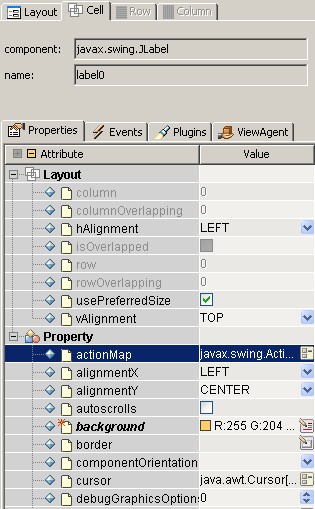 Layout Cell Row Column
component: javax.swing.JLabel
name: label0
Properties Events Plugins ViewAgent
Attribute Value
Layout
column 0
columnOverlapping 0
hAlignment LEFT
isOverlapped
row 0
rowOverlapping 0
usePreferredSize
vAlignment TOP
Property
actionMap javax.swing.Acti...
alignmentX LEFT
alignmentY CENTER
autoscrolls
background R:255 G:204 ...
border
componentOrientation
cursor java.awt.Cursor[...
debugGraphicsOption 0